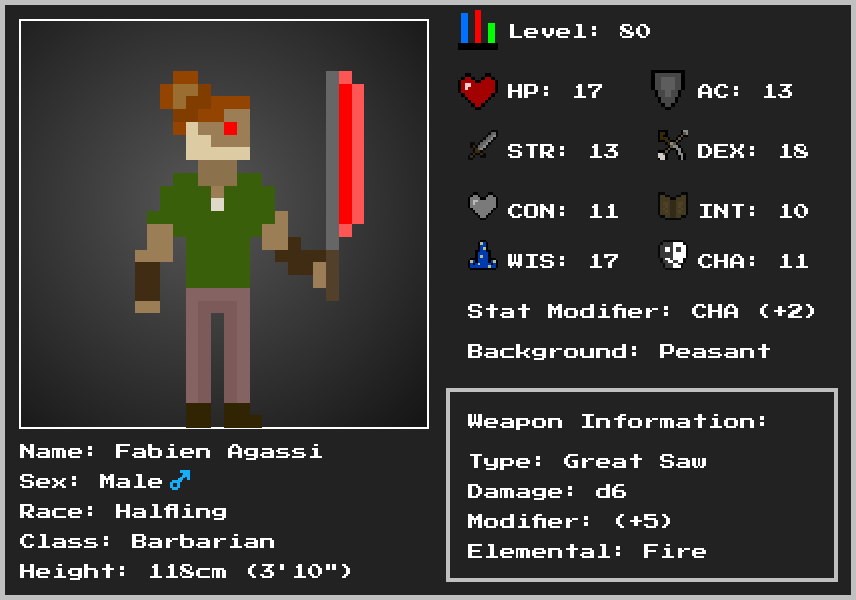 Level: 80
HP: 17
AC: 13
STR: 13
DEX: 18
CON: 11
INT: 10
WIS: 17
CHA: 11
Stat Modifier: CHA (+2)
Background: Peasant
Name: Fabien Agassi
Sex: Male ♂
Race: Halfling
Class: Barbarian
Height: 118cm (3'10")
Weapon Information:
Type: Great Saw
Damage: d6
Modifier: (+5)
Elemental: Fire